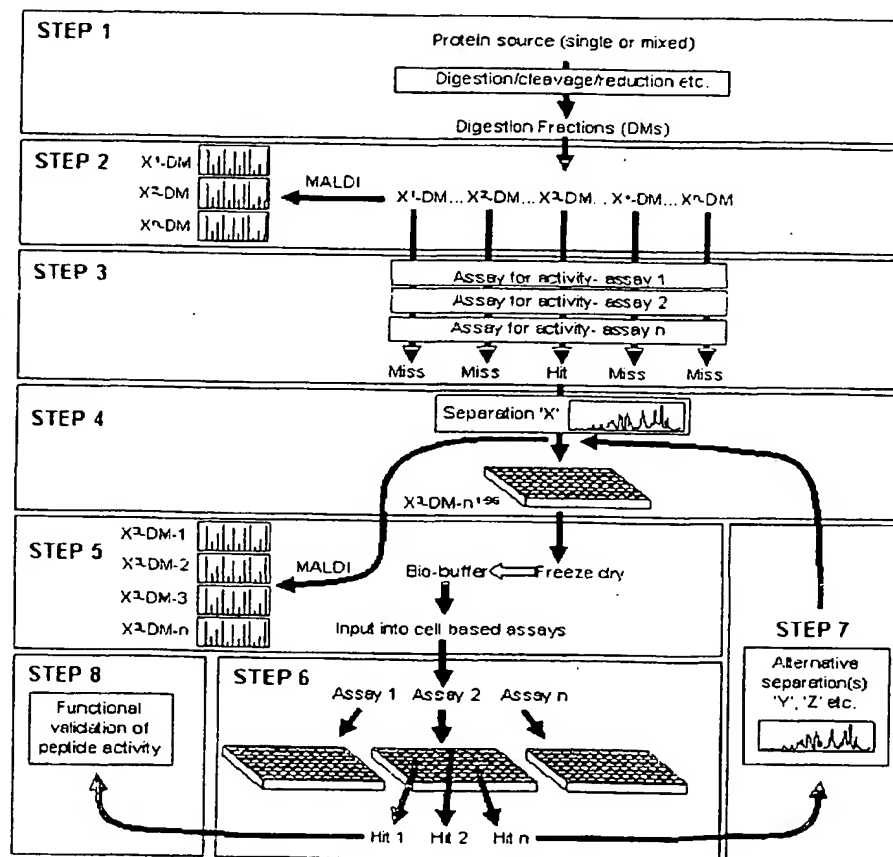 STEP 1
Protein source (single or mixed)
Digestion/cleavage/reduction etc.
Digestion Fractions (DMs)
STEP 2
X¹-DM
X²-DM
Xⁿ-DM
MALDI
X¹-DM... X²-DM... X³-DM.. X⁴-DM... Xⁿ-DM
STEP 3
Assay for activity- assay 1
Assay for activity- assay 2
Assay for activity- assay n
Miss Miss Hit Miss Miss
STEP 4
Separation 'X'
X³-DM-n¹⁻⁹⁶
STEP 5
X³-DM-1
X³-DM-2
X³-DM-3
X³-DM-n
MALDI
Bio-buffer Freeze dry
Input into cell based assays
STEP 7
Alternative
separation(s)
'Y', 'Z' etc.
STEP 8
Functional
validation of
peptide activity
STEP 6
Assay 1 Assay 2 Assay n
Hit 1 Hit 2 Hit n